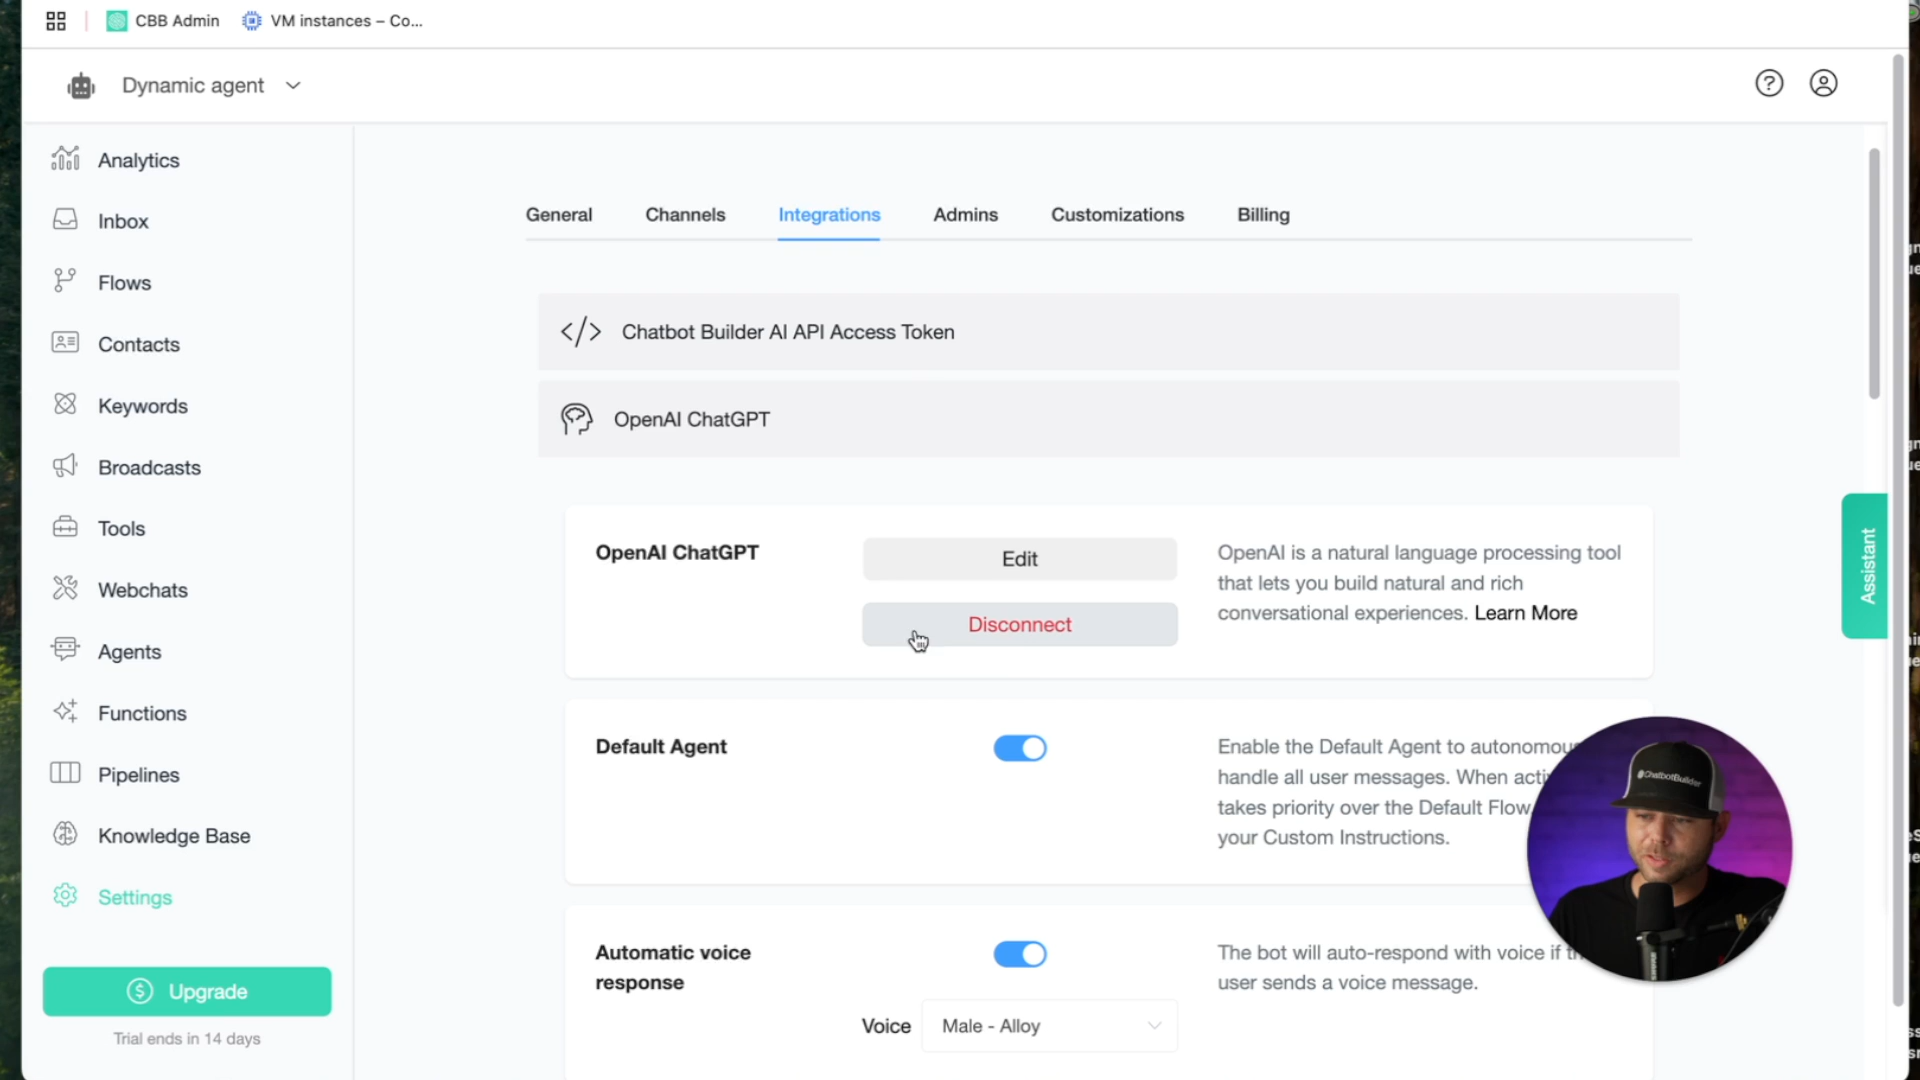 CBB Admin
VM instances – Co...
Dynamic agent
Analytics
Inbox
Flows
Contacts
Keywords
Broadcasts
Tools
Webchats
Agents
Functions
Pipelines
Knowledge Base
Settings
Upgrade
Trial ends in 14 days
General Channels Integrations Admins Customizations Billing
Chatbot Builder AI API Access Token
OpenAI ChatGPT
OpenAI ChatGPT
Edit
Disconnect
OpenAI is a natural language processing tool
that lets you build natural and rich
conversational experiences. Learn More
Default Agent
Enable the Default Agent to
handle all user messages. When
takes priority over the Default Flow
your Custom Instructions.
Automatic voice
response
The bot will auto-respond with voice if
user sends a voice message.
Voice
Male - Alloy
Assistant
@ChatbotBuilder